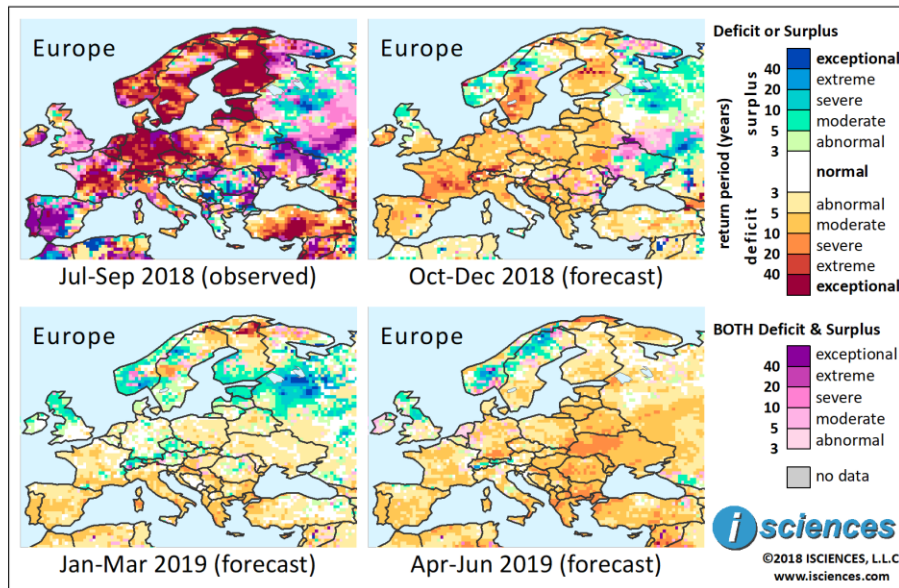 Europe
Jul-Sep 2018 (observed)
Europe
Oct-Dec 2018 (forecast)
Europe
Jan-Mar 2019 (forecast)
Europe
Apr-Jun 2019 (forecast)
Deficit or Surplus
return period (years)
surplus
deficit
40
20
10
5
3
3
5
10
20
40
exceptional
extreme
severe
moderate
abnormal
normal
abnormal
moderate
severe
extreme
exceptional
BOTH Deficit & Surplus
40
20
10
5
3
exceptional
extreme
severe
moderate
abnormal
no data
i sciences
©2018 ISCIENCES, L.L.C
www.isciences.com